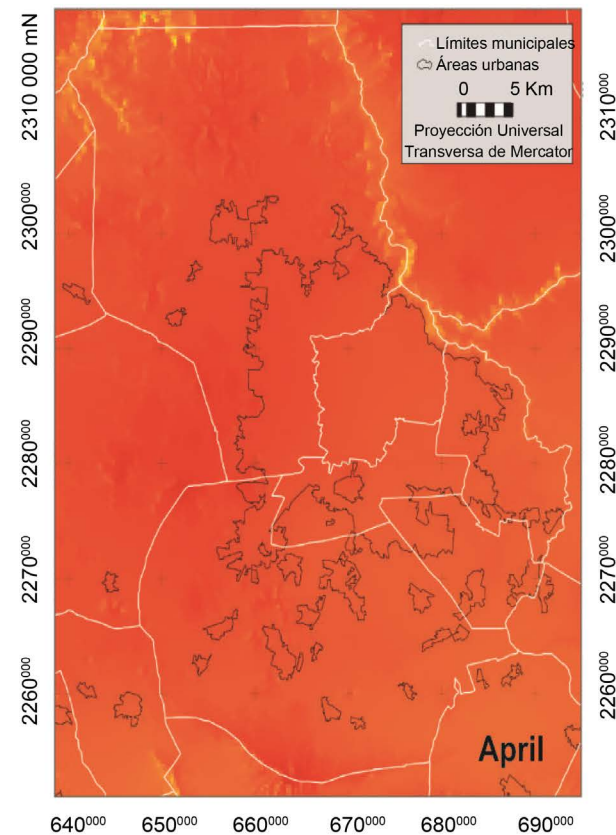 Límites municipales
Áreas urbanas
0 5 Km
Proyección Universal
Transversa de Mercator
2310 000 mN
2300000
2290000
2280000
2270000
2260000
2310000
2300000
2290000
2280000
2270000
2260000
April
640000 650000 660000 670000 680000 690000